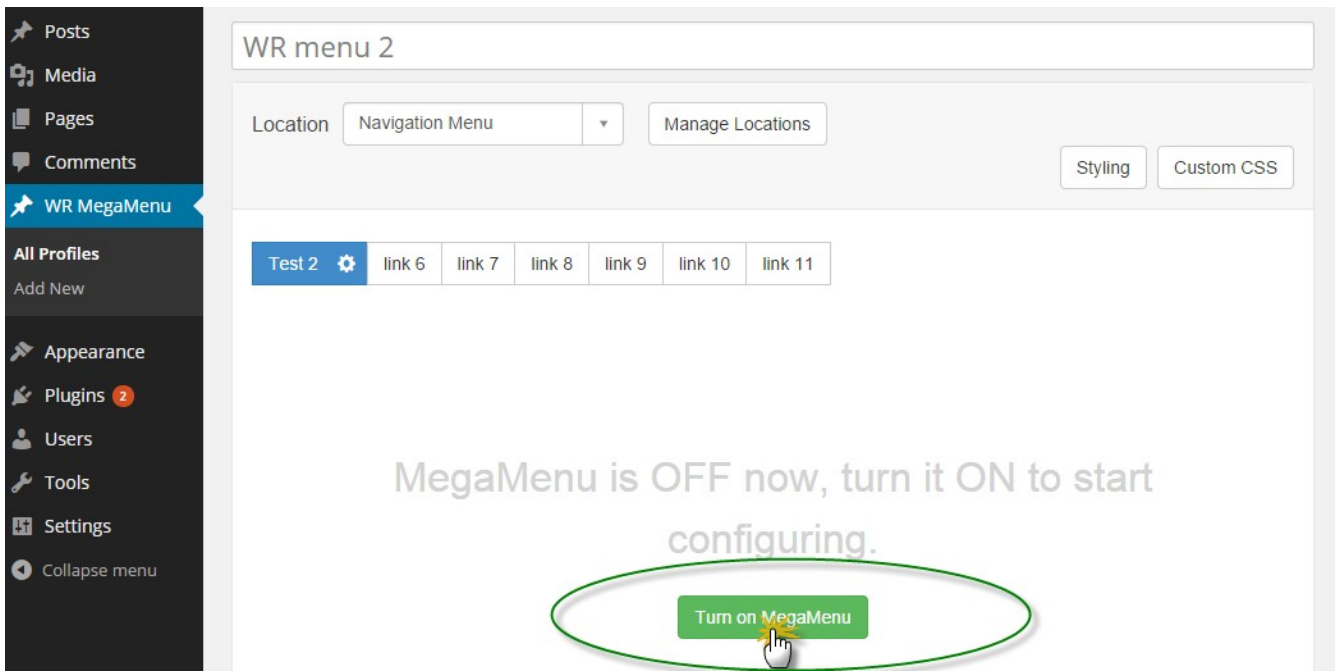 Posts
Media
Pages
Comments
WR MegaMenu
All Profiles
Add New
Appearance
Plugins 2
Users
Tools
Settings
Collapse menu
WR menu 2
Location Navigation Menu Manage Locations
Styling Custom CSS
Test 2 link 6 link 7 link 8 link 9 link 10 link 11
MegaMenu is OFF now, turn it ON to start
configuring.
Turn on MegaMenu